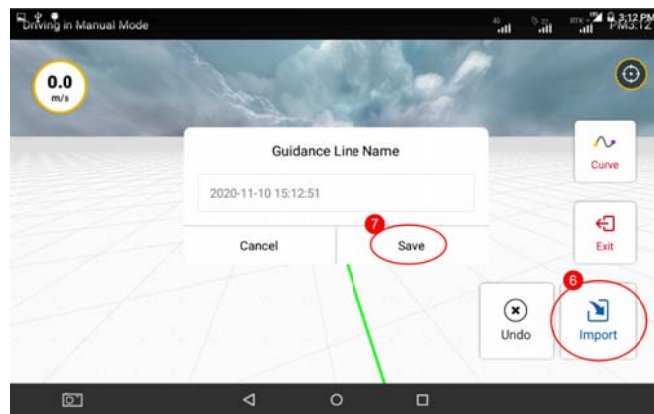 Driving in Manual Mode
3:12 PM
0.0
m/s
Guidance Line Name
2020-11-10 15:12:51
7
Cancel
Save
Curve
Exit
6
Undo
Import